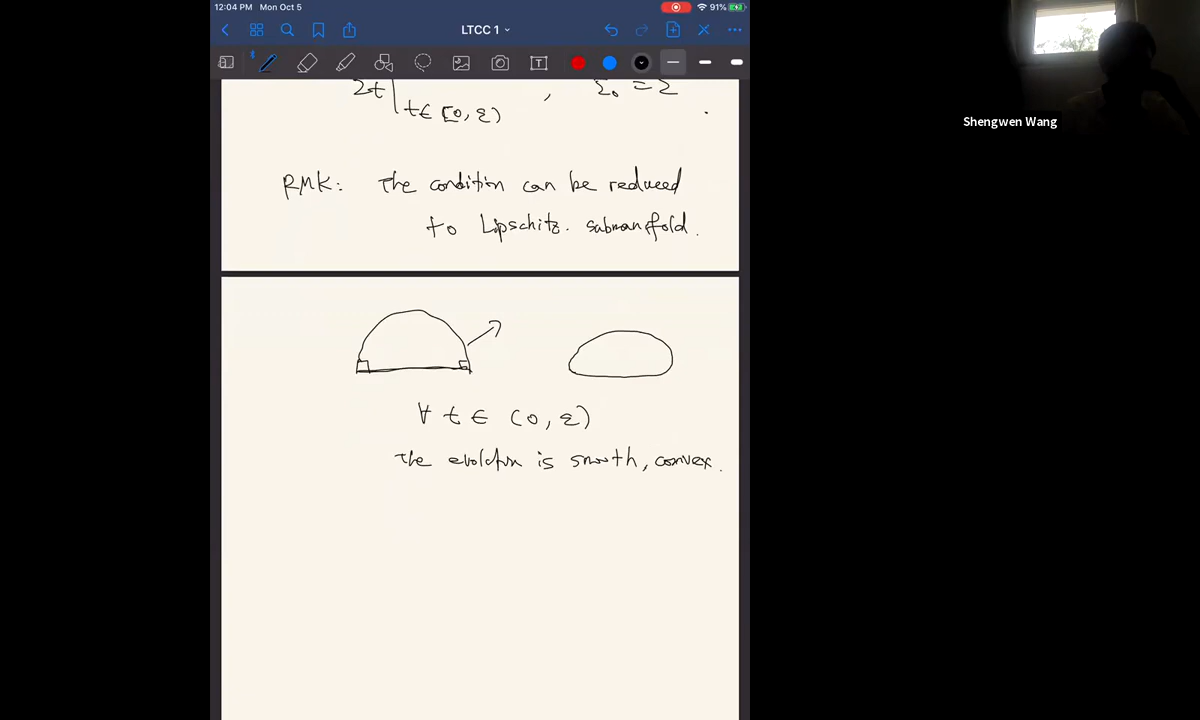 12:04 PM Mon Oct 5
91%
LTCC 1
Σt | t∈ [0, ε) , Σ₀ = Σ .
RMK: The condition can be reduced
to Lipschitz. submanifold.
∀ t ∈ (0, ε)
The evolution is smooth, convex.
Shengwen Wang